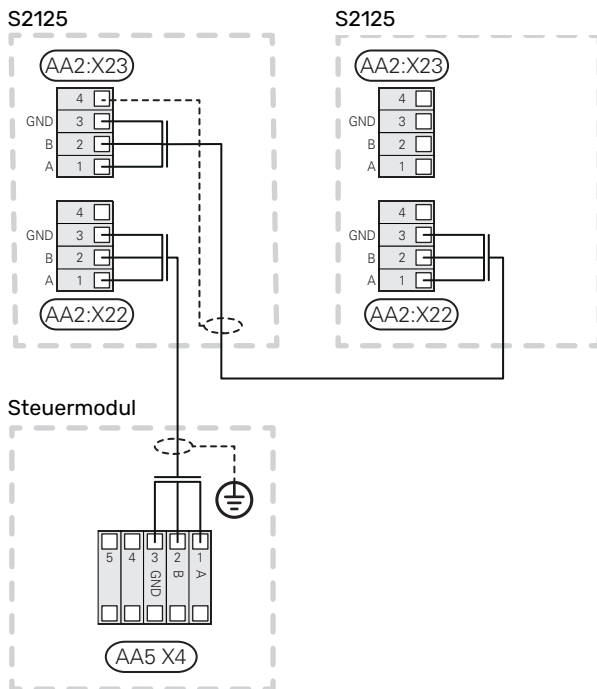 S2125
AA2:X23
4
GND 3
B 2
A 1
4
GND 3
B 2
A 1
AA2:X22
S2125
AA2:X23
4
GND 3
B 2
A 1
4
GND 3
B 2
A 1
AA2:X22
Steuermodul
5 4 3 2 1
GND B A
AA5 X4